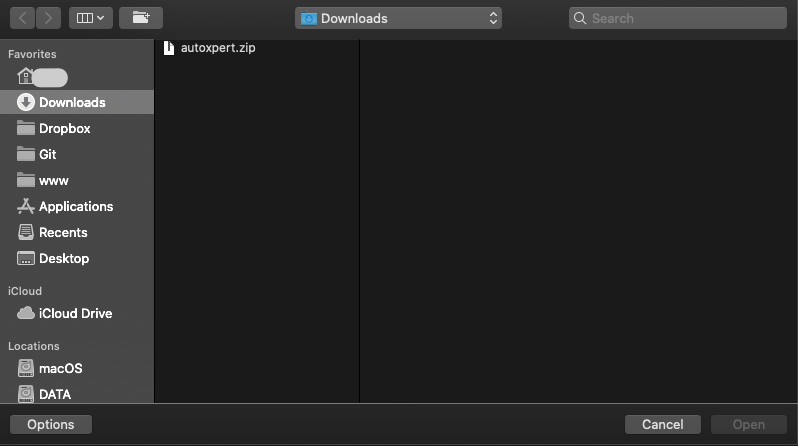 Downloads
Search
Favorites
autoxpert.zip
Downloads
Dropbox
Git
www
Applications
Recents
Desktop
iCloud
iCloud Drive
Locations
macOS
DATA
Options
Cancel
Open